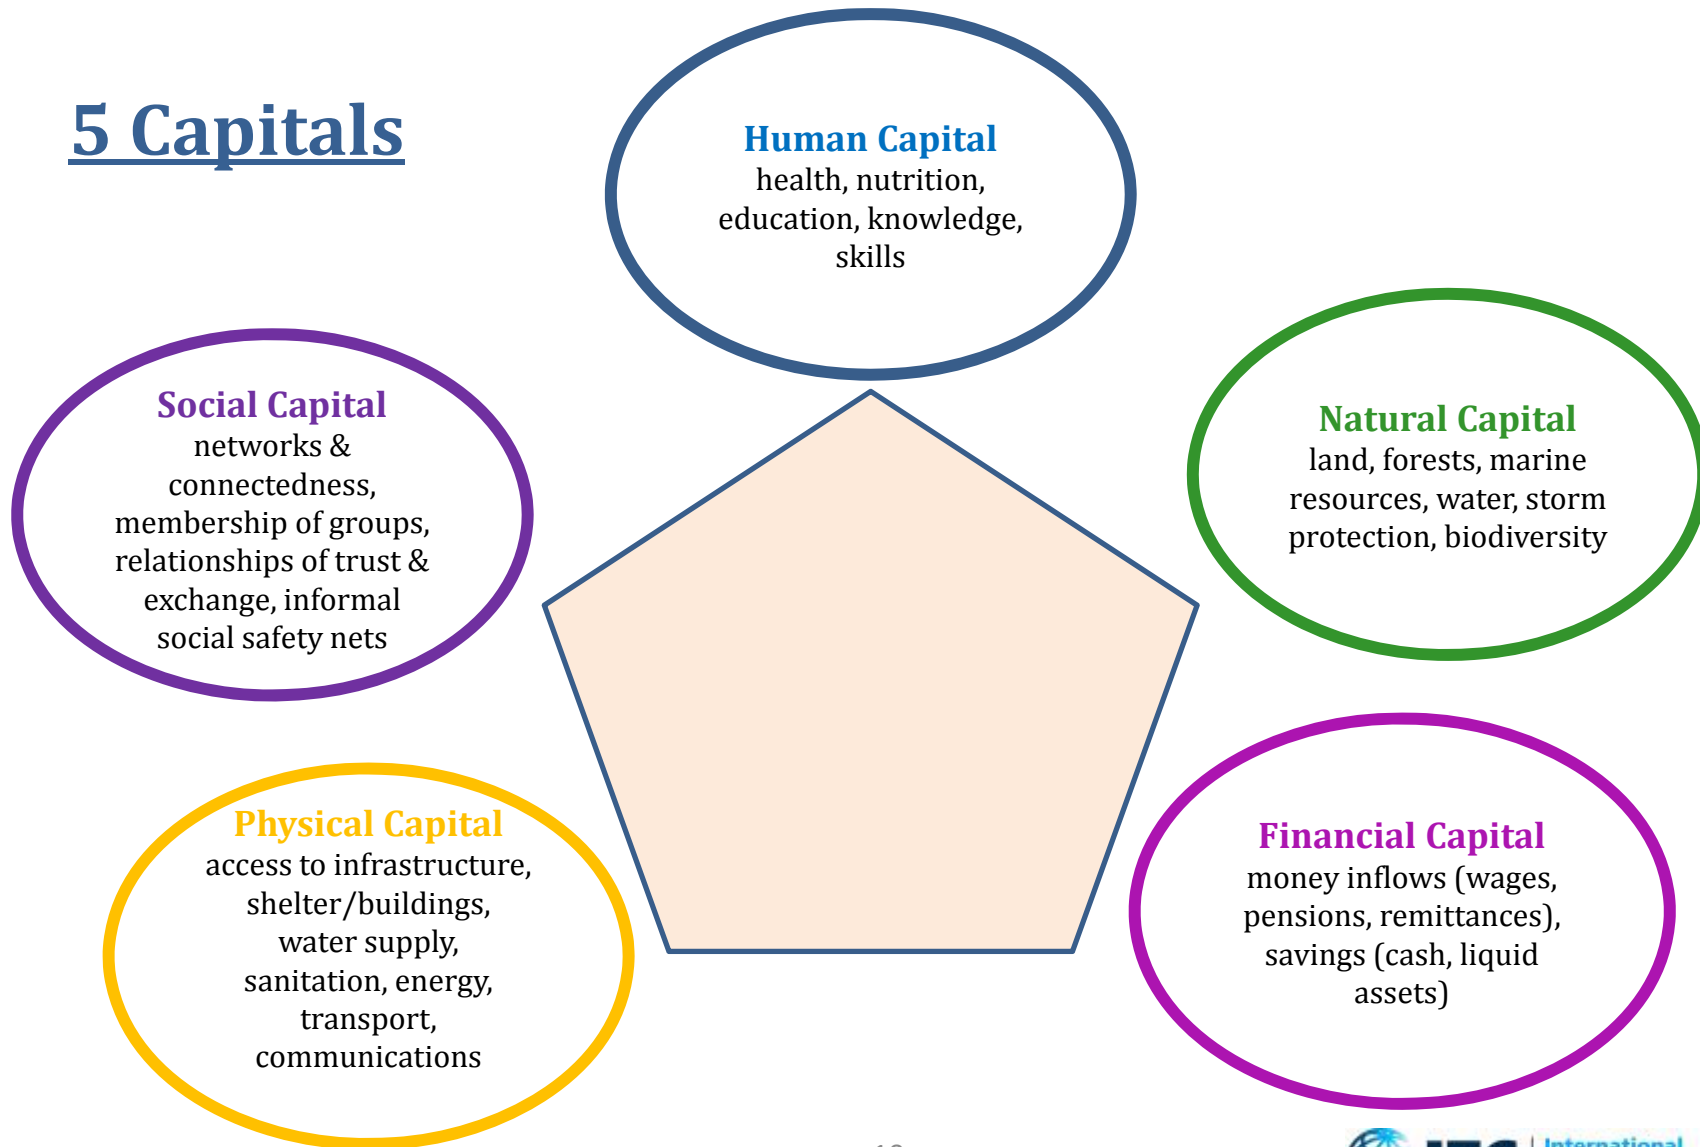 5 Capitals
Human Capital
health, nutrition,
education, knowledge,
skills
Social Capital
networks &
connectedness,
membership of groups,
relationships of trust &
exchange, informal
social safety nets
Natural Capital
land, forests, marine
resources, water, storm
protection, biodiversity
Physical Capital
access to infrastructure,
shelter/buildings,
water supply,
sanitation, energy,
transport,
communications
Financial Capital
money inflows (wages,
pensions, remittances),
savings (cash, liquid
assets)
International